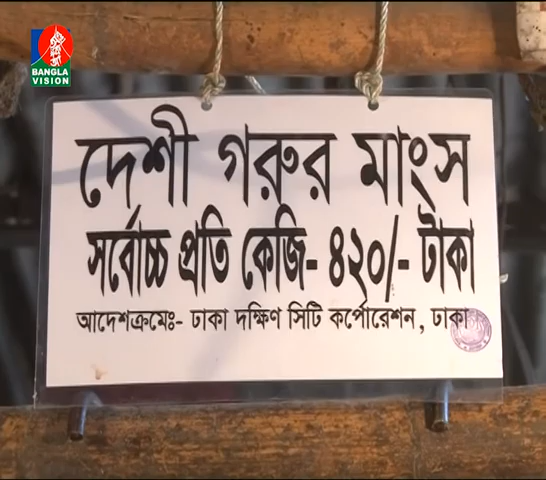 BANGLA
VISION
দেশী গরুর মাংস
সর্বোচ্চ প্রতি কেজি- ৪২০/- টাকা
আদেশক্রমেঃ- ঢাকা দক্ষিণ সিটি কর্পোরেশন, ঢাকা